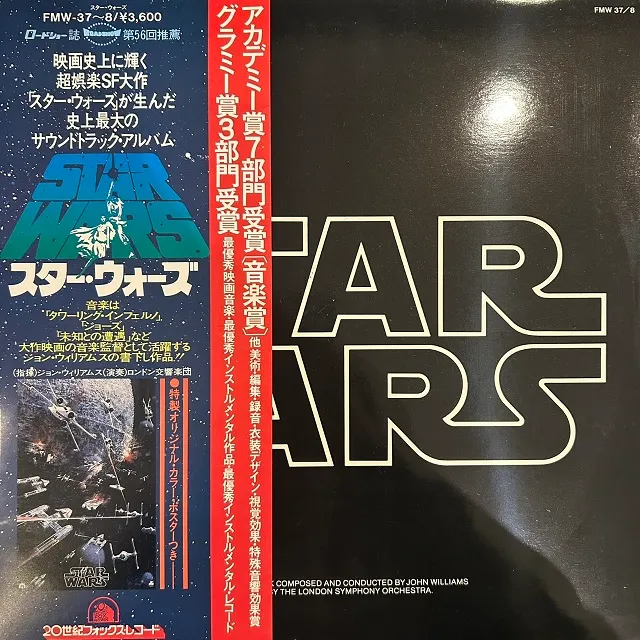 スター・ウォーズ
FMW-37〜8/¥3,600
ロードショー誌 ROADSHOW 第56回推薦
映画史上に輝く
超娯楽SF大作
「スター・ウォーズ」が生んだ
史上最大の
サウンドトラック・アルバム
STAR
WARS
スター・ウォーズ
音楽は
「タワーリング・インフェルノ」
「ジョーズ」
「未知との遭遇」など
大作映画の音楽監督として活躍する
ジョン・ウィリアムスの書下し作品!!
(指揮)ジョン・ウィリアムス(演奏)ロンドン交響楽団
●特製オリジナル・カラー・ポスターつき
STAR
WARS
20世紀フォックス・レコード
アカデミー賞7部門受賞〔音楽賞〕他、美術・編集・録音・衣装デザイン・視覚効果・特殊音響効果賞
グラミー賞3部門受賞 最優秀映画音楽・最優秀インストルメンタル作品・最優秀インストルメンタル・レコード
FMW 37/8
TAR
ARS
COMPOSED AND CONDUCTED BY JOHN WILLIAMS
BY THE LONDON SYMPHONY ORCHESTRA.